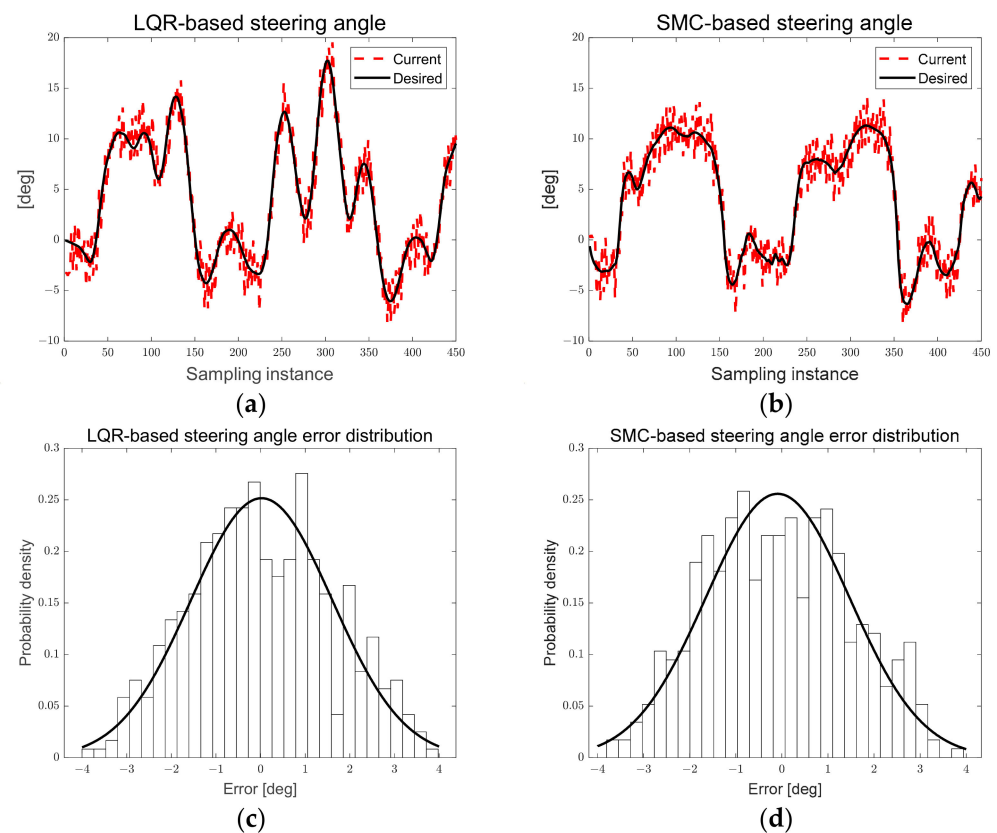 LQR-based steering angle
20
15
10
5
0
−5
−10
[deg]
Current
Desired
0 50 100 150 200 250 300 350 400 450
Sampling instance
(a)
SMC-based steering angle
20
15
10
5
0
−5
−10
[deg]
Current
Desired
0 50 100 150 200 250 300 350 400 450
Sampling instance
(b)
LQR-based steering angle error distribution
0.3
0.25
0.2
0.15
0.1
0.05
0
Probability density
−4 −3 −2 −1 0 1 2 3 4
Error [deg]
(c)
SMC-based steering angle error distribution
0.3
0.25
0.2
0.15
0.1
0.05
0
Probability density
−4 −3 −2 −1 0 1 2 3 4
Error [deg]
(d)